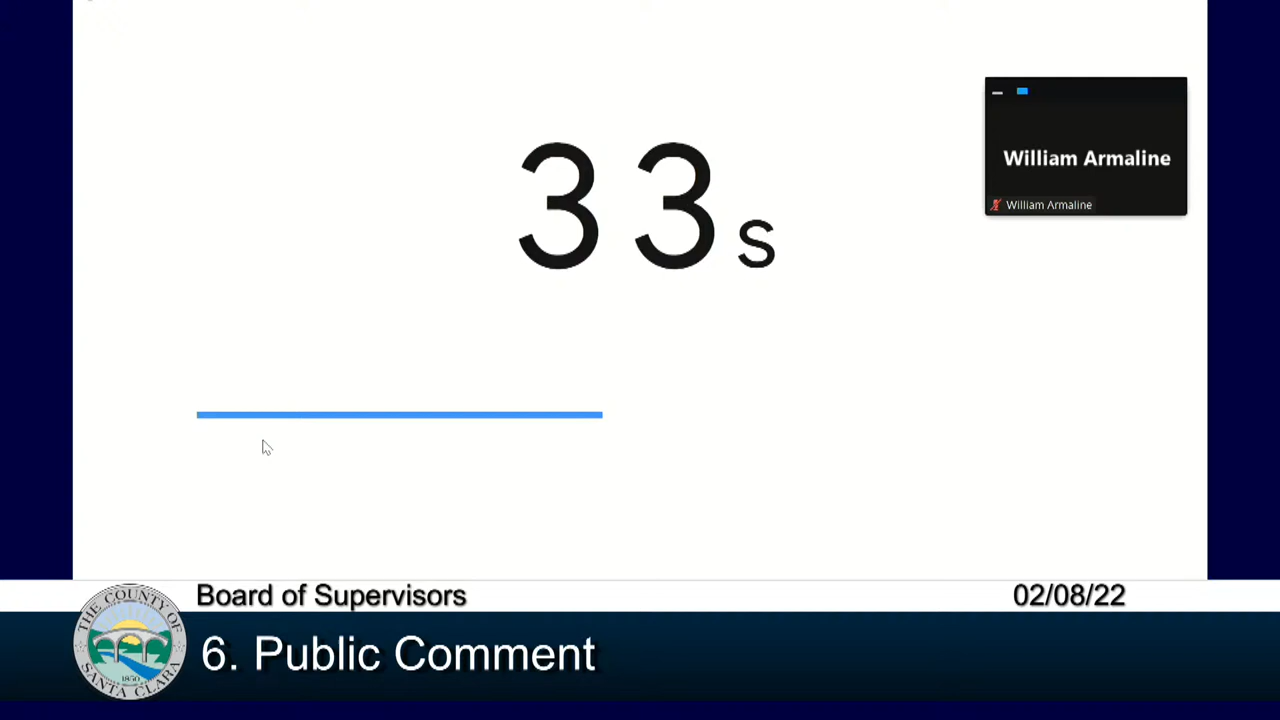 33s
William Armaline
William Armaline
Board of Supervisors
02/08/22
THE COUNTY OF
SANTA CLARA
1850
6. Public Comment